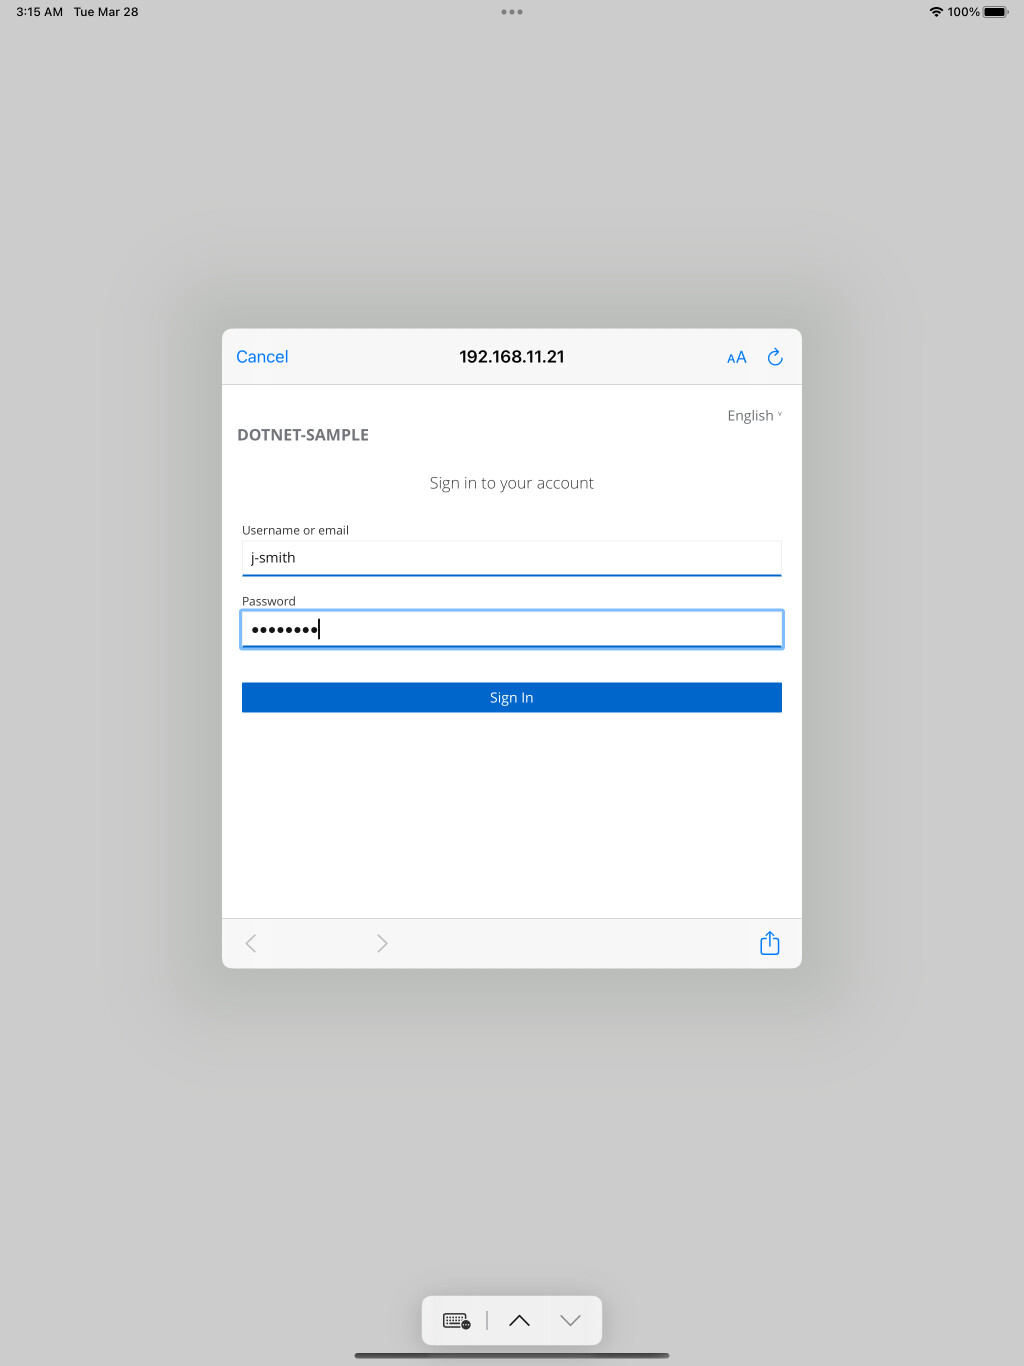 3:15 AM Tue Mar 28
100%
Cancel
192.168.11.21
AA
English
DOTNET-SAMPLE
Sign in to your account
Username or email
j-smith
Password
Sign In